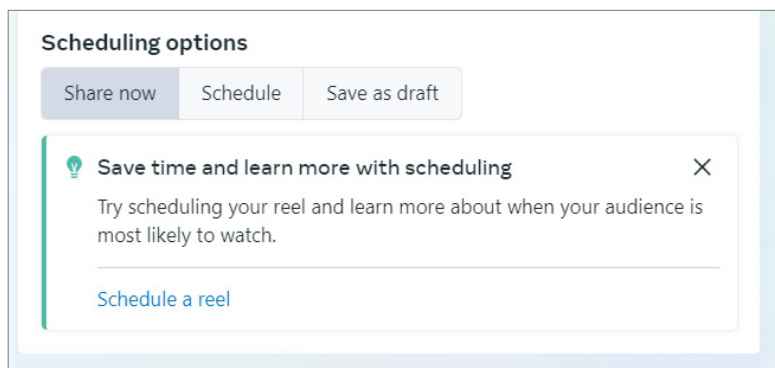 Scheduling options
Share now Schedule Save as draft
Save time and learn more with scheduling
Try scheduling your reel and learn more about when your audience is
most likely to watch.
Schedule a reel